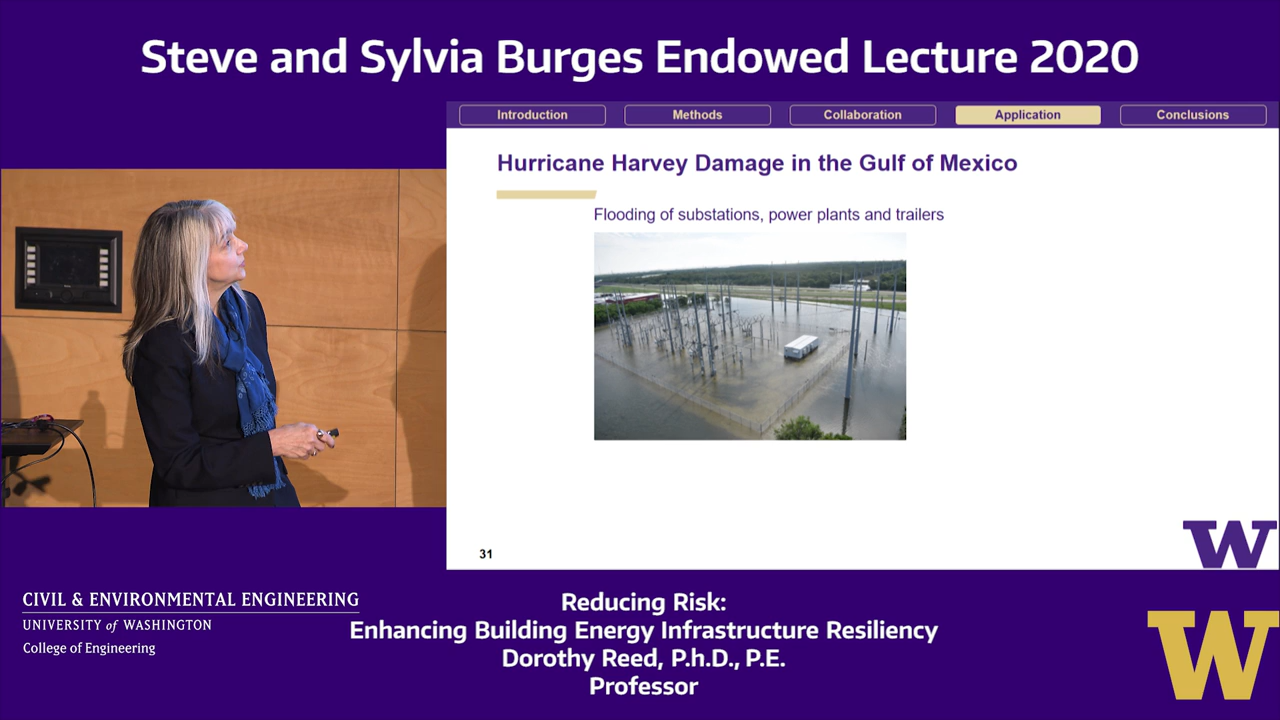 Steve and Sylvia Burges Endowed Lecture 2020
Introduction
Methods
Collaboration
Application
Conclusions
Hurricane Harvey Damage in the Gulf of Mexico
Flooding of substations, power plants and trailers
31
W
CIVIL & ENVIRONMENTAL ENGINEERING
UNIVERSITY of WASHINGTON
College of Engineering
Reducing Risk:
Enhancing Building Energy Infrastructure Resiliency
Dorothy Reed, P.h.D., P.E.
Professor
W